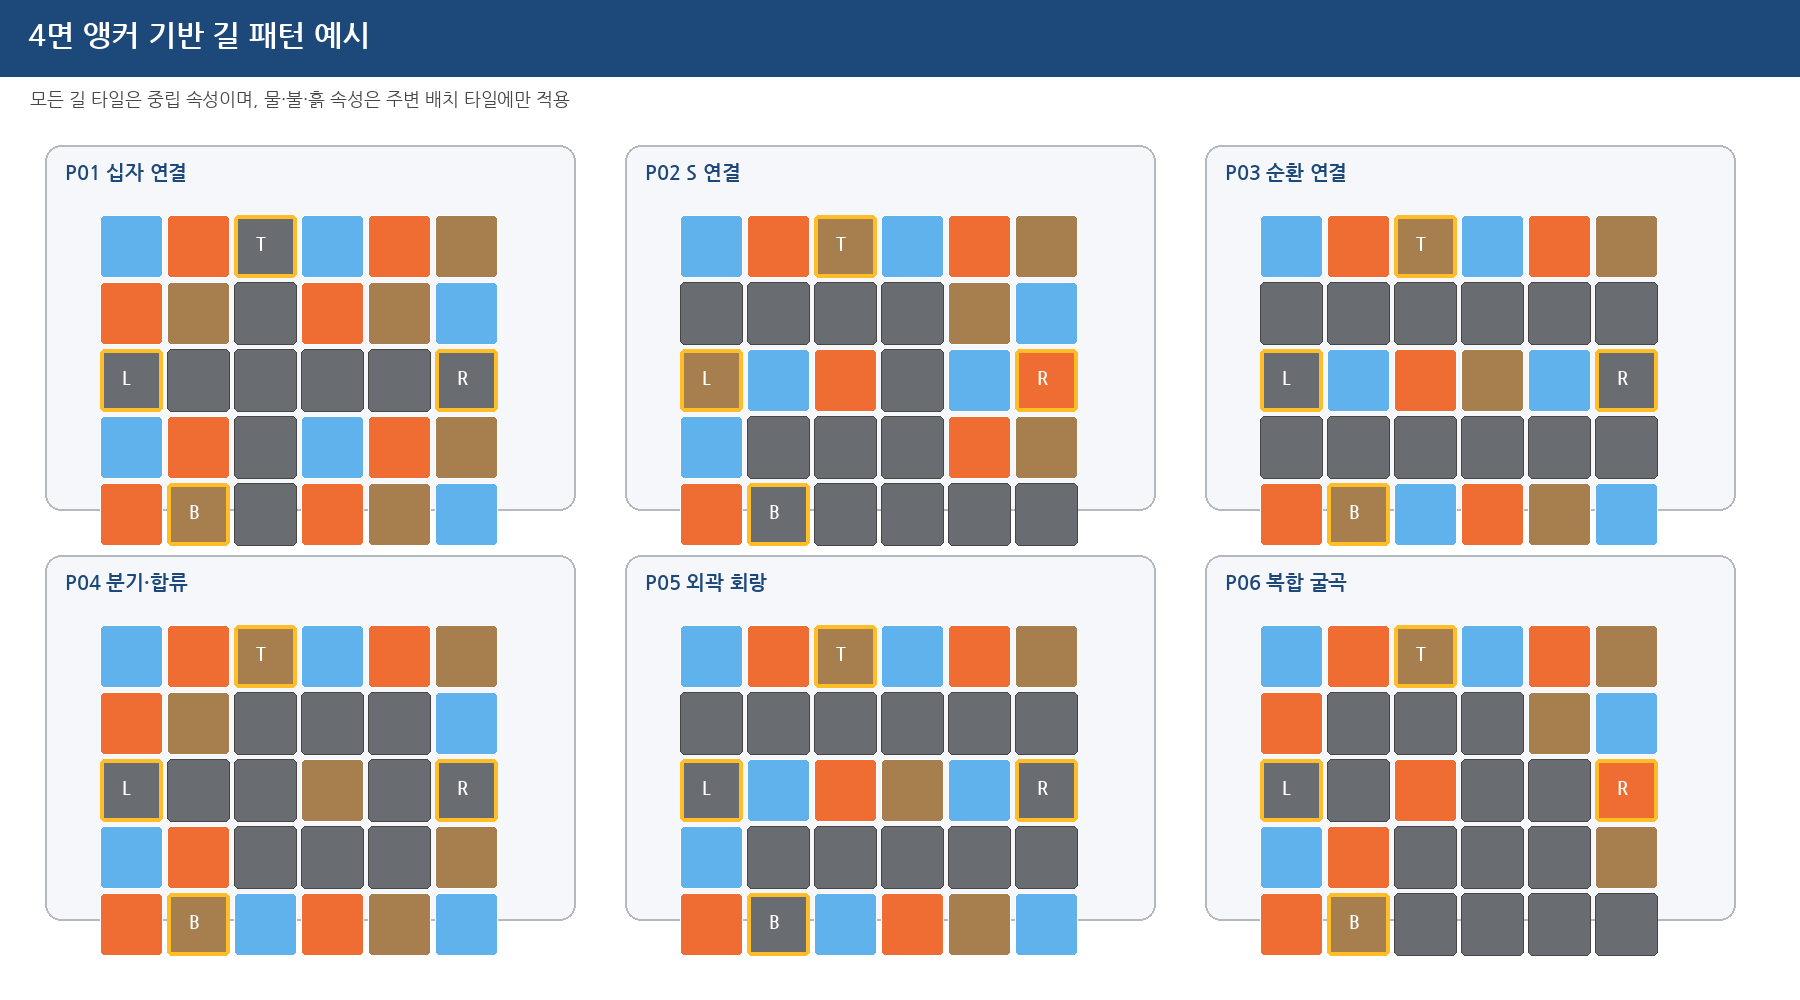 4면 앵커 기반 길 패턴 예시
모든 길 타일은 중립 속성이며, 물·불·흙 속성은 주변 배치 타일에만 적용
P01 십자 연결
T
L
R
B
P02 S 연결
T
L
R
B
P03 순환 연결
T
L
R
B
P04 분기·합류
T
L
R
B
P05 외곽 회랑
T
L
R
B
P06 복합 굴곡
T
L
R
B